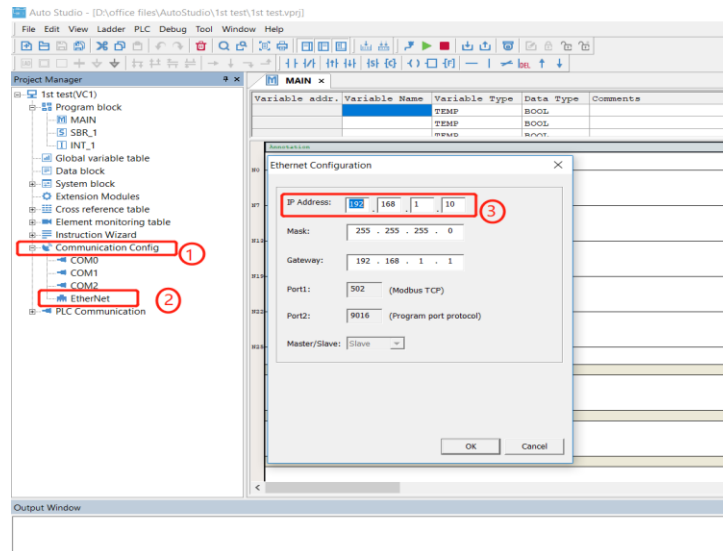 Auto Studio - [D:\office files\AutoStudio\1st test\1st test.vprj]
File Edit View Ladder PLC Debug Tool Window Help
Project Manager
MAIN ×
1st test(VC1)
Program block
MAIN
SBR_1
INT_1
Global variable table
Data block
System block
Extension Modules
Cross reference table
Element monitoring table
Instruction Wizard
Communication Config
COM0
COM1
COM2
EtherNet
PLC Communication
1
2
Variable addr. Variable Name Variable Type Data Type Comments
TEMP BOOL
TEMP BOOL
TEMP BOOL
Annotation
Ethernet Configuration
IP Address: 192 . 168 . 1 . 10
3
Mask: 255 . 255 . 255 . 0
Gateway: 192 . 168 . 1 . 1
Port1: 502 (Modbus TCP)
Port2: 9016 (Program port protocol)
Master/Slave: Slave
OK Cancel
Output Window